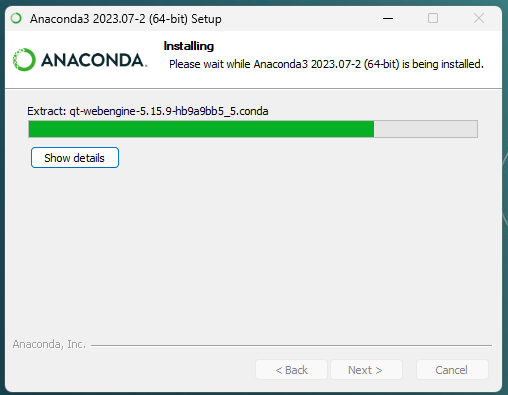 Anaconda3 2023.07-2 (64-bit) Setup
ANACONDA.
Installing
Please wait while Anaconda3 2023.07-2 (64-bit) is being installed.
Extract: qt-webengine-5.15.9-hb9a9bb5_5.conda
Show details
Anaconda, Inc.
< Back
Next >
Cancel